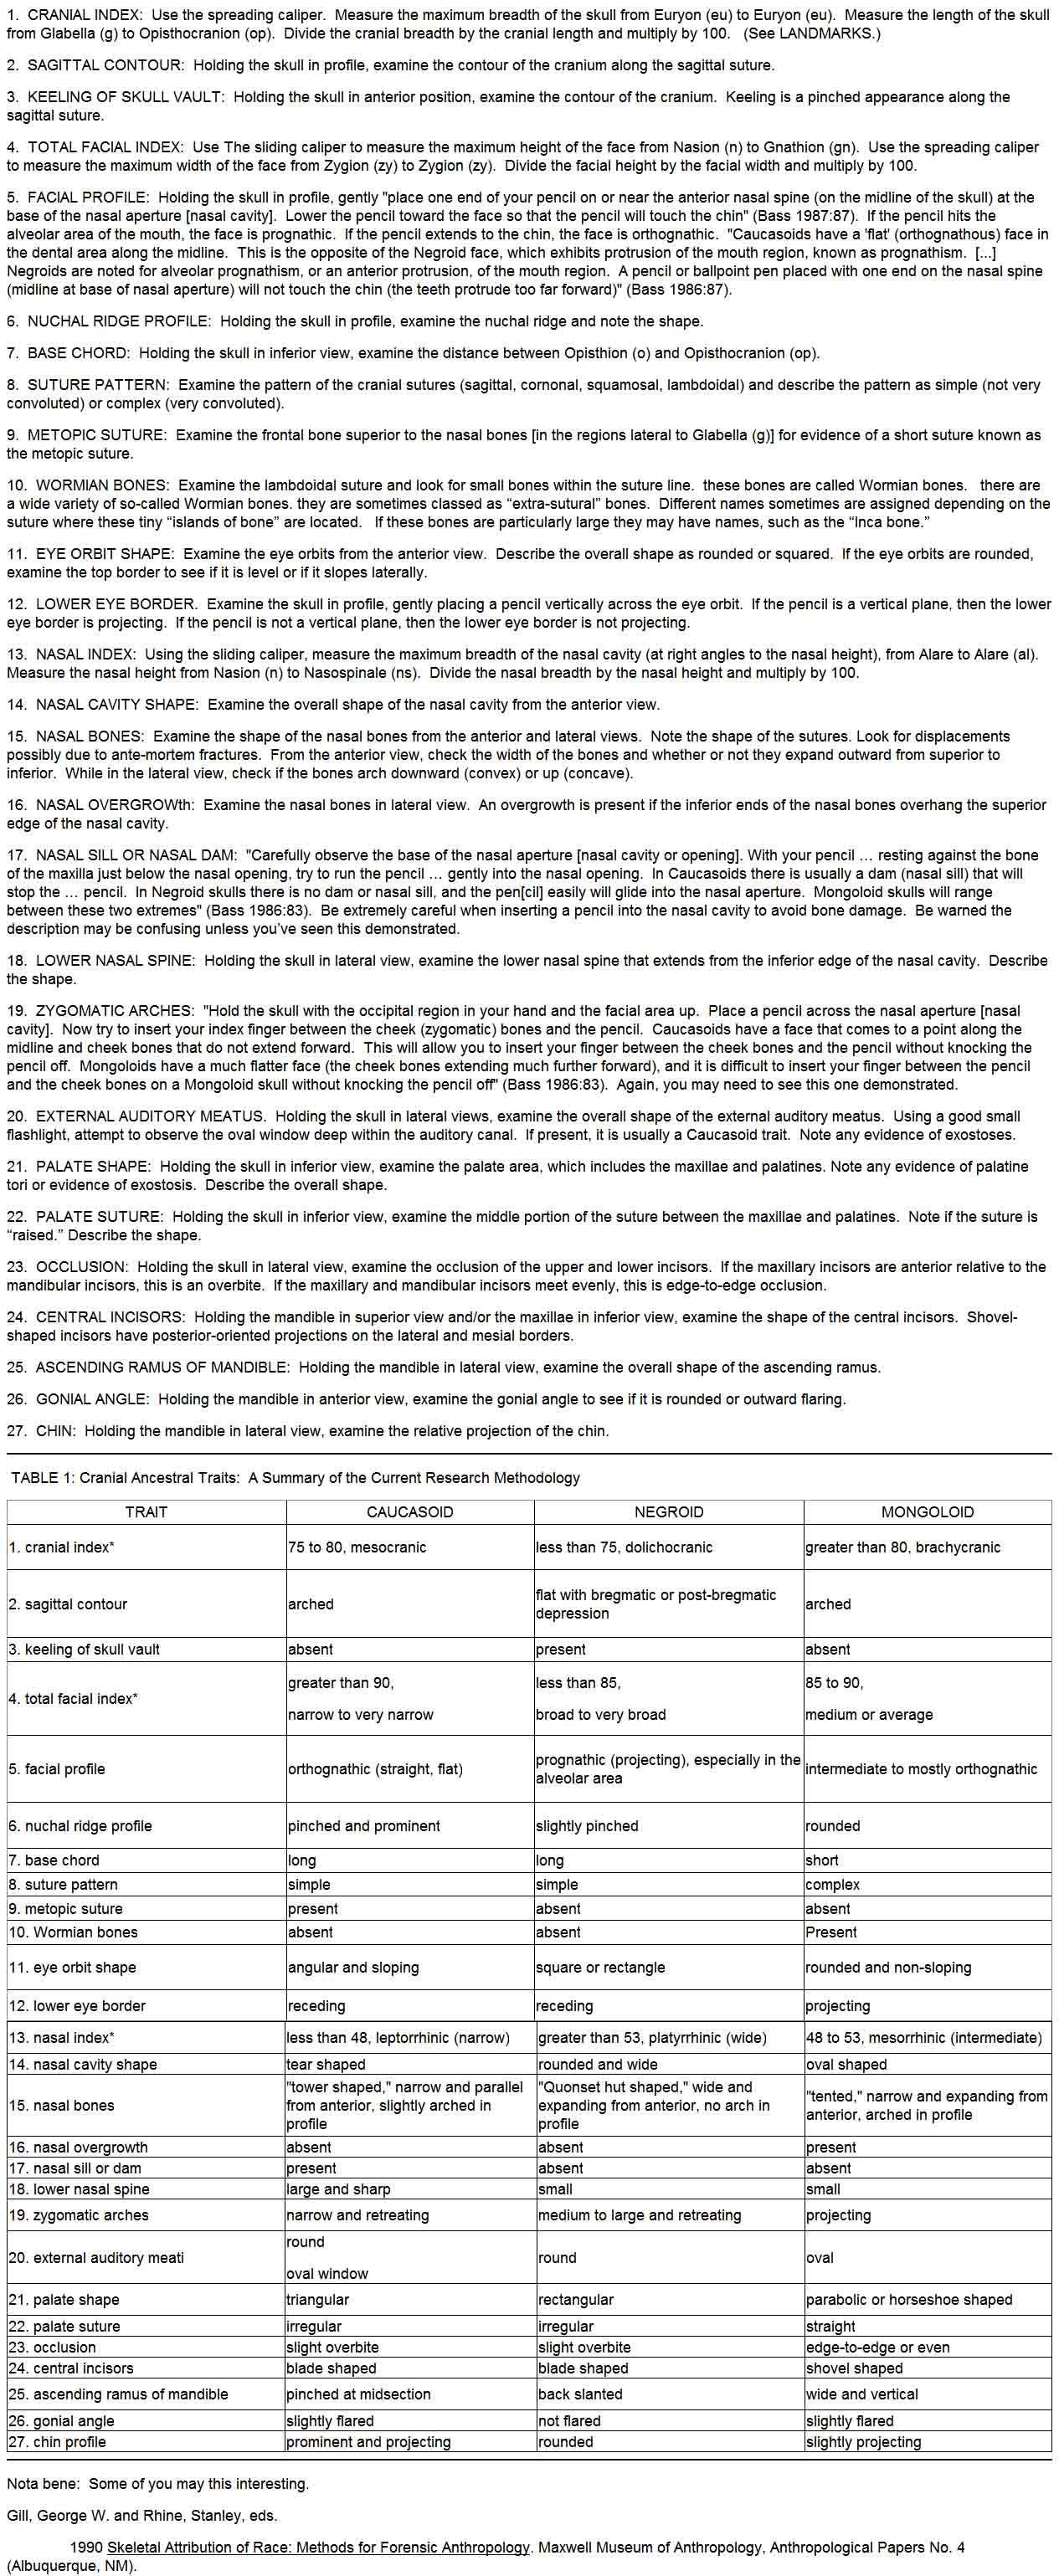 1.  CRANIAL INDEX:  Use the spreading caliper.  Measure the maximum breadth of the skull from Euryon (eu) to Euryon (eu).  Measure the length of the skull
from Glabella (g) to Opisthocranion (op).  Divide the cranial breadth by the cranial length and multiply by 100.   (See LANDMARKS.)
2.  SAGITTAL CONTOUR:  Holding the skull in profile, examine the contour of the cranium along the sagittal suture.
3.  KEELING OF SKULL VAULT:  Holding the skull in anterior position, examine the contour of the cranium.  Keeling is a pinched appearance along the
sagittal suture.
4.  TOTAL FACIAL INDEX:  Use The sliding caliper to measure the maximum height of the face from Nasion (n) to Gnathion (gn).  Use the spreading caliper
to measure the maximum width of the face from Zygion (zy) to Zygion (zy).  Divide the facial height by the facial width and multiply by 100.
5.  FACIAL PROFILE:  Holding the skull in profile, gently "place one end of your pencil on or near the anterior nasal spine (on the midline of the skull) at the
base of the nasal aperture [nasal cavity].  Lower the pencil toward the face so that the pencil will touch the chin" (Bass 1987:87).  If the pencil hits the
alveolar area of the mouth, the face is prognathic.  If the pencil extends to the chin, the face is orthognathic.  "Caucasoids have a 'flat' (orthognathous) face in
the dental area along the midline.  This is the opposite of the Negroid face, which exhibits protrusion of the mouth region, known as prognathism.  [...]
Negroids are noted for alveolar prognathism, or an anterior protrusion, of the mouth region.  A pencil or ballpoint pen placed with one end on the nasal spine
(midline at base of nasal aperture) will not touch the chin (the teeth protrude too far forward)" (Bass 1986:87).
6.  NUCHAL RIDGE PROFILE:  Holding the skull in profile, examine the nuchal ridge and note the shape.
7.  BASE CHORD:  Holding the skull in inferior view, examine the distance between Opisthion (o) and Opisthocranion (op).
8.  SUTURE PATTERN:  Examine the pattern of the cranial sutures (sagittal, cornonal, squamosal, lambdoidal) and describe the pattern as simple (not very
convoluted) or complex (very convoluted).
9.  METOPIC SUTURE:  Examine the frontal bone superior to the nasal bones [in the regions lateral to Glabella (g)] for evidence of a short suture known as
the metopic suture.
10.  WORMIAN BONES:  Examine the lambdoidal suture and look for small bones within the suture line.  these bones are called Wormian bones.   there are
a wide variety of so-called Wormian bones. they are sometimes classed as “extra-sutural” bones.  Different names sometimes are assigned depending on the
suture where these tiny “islands of bone” are located.   If these bones are particularly large they may have names, such as the “Inca bone.”
11.  EYE ORBIT SHAPE:  Examine the eye orbits from the anterior view.  Describe the overall shape as rounded or squared.  If the eye orbits are rounded,
examine the top border to see if it is level or if it slopes laterally.
12.  LOWER EYE BORDER.  Examine the skull in profile, gently placing a pencil vertically across the eye orbit.  If the pencil is a vertical plane, then the lower
eye border is projecting.  If the pencil is not a vertical plane, then the lower eye border is not projecting.
13.  NASAL INDEX:  Using the sliding caliper, measure the maximum breadth of the nasal cavity (at right angles to the nasal height), from Alare to Alare (al).
Measure the nasal height from Nasion (n) to Nasospinale (ns).  Divide the nasal breadth by the nasal height and multiply by 100.
14.  NASAL CAVITY SHAPE:  Examine the overall shape of the nasal cavity from the anterior view.
15.  NASAL BONES:  Examine the shape of the nasal bones from the anterior and lateral views.  Note the shape of the sutures. Look for displacements
possibly due to ante-mortem fractures.  From the anterior view, check the width of the bones and whether or not they expand outward from superior to
inferior.  While in the lateral view, check if the bones arch downward (convex) or up (concave).
16.  NASAL OVERGROWth:  Examine the nasal bones in lateral view.  An overgrowth is present if the inferior ends of the nasal bones overhang the superior
edge of the nasal cavity.
17.  NASAL SILL OR NASAL DAM:  "Carefully observe the base of the nasal aperture [nasal cavity or opening]. With your pencil … resting against the bone
of the maxilla just below the nasal opening, try to run the pencil … gently into the nasal opening.  In Caucasoids there is usually a dam (nasal sill) that will
stop the … pencil.  In Negroid skulls there is no dam or nasal sill, and the pen[cil] easily will glide into the nasal aperture.  Mongoloid skulls will range
between these two extremes" (Bass 1986:83).  Be extremely careful when inserting a pencil into the nasal cavity to avoid bone damage.  Be warned the
description may be confusing unless you’ve seen this demonstrated.
18.  LOWER NASAL SPINE:  Holding the skull in lateral view, examine the lower nasal spine that extends from the inferior edge of the nasal cavity.  Describe
the shape.
19.  ZYGOMATIC ARCHES:  "Hold the skull with the occipital region in your hand and the facial area up.  Place a pencil across the nasal aperture [nasal
cavity].  Now try to insert your index finger between the cheek (zygomatic) bones and the pencil.  Caucasoids have a face that comes to a point along the
midline and cheek bones that do not extend forward.  This will allow you to insert your finger between the cheek bones and the pencil without knocking the
pencil off.  Mongoloids have a much flatter face (the cheek bones extending much further forward), and it is difficult to insert your finger between the pencil
and the cheek bones on a Mongoloid skull without knocking the pencil off" (Bass 1986:83).  Again, you may need to see this one demonstrated.
20.  EXTERNAL AUDITORY MEATUS.  Holding the skull in lateral views, examine the overall shape of the external auditory meatus.  Using a good small
flashlight, attempt to observe the oval window deep within the auditory canal.  If present, it is usually a Caucasoid trait.  Note any evidence of exostoses.
21.  PALATE SHAPE:  Holding the skull in inferior view, examine the palate area, which includes the maxillae and palatines. Note any evidence of palatine
tori or evidence of exostosis.  Describe the overall shape.
22.  PALATE SUTURE:  Holding the skull in inferior view, examine the middle portion of the suture between the maxillae and palatines.  Note if the suture is
“raised.” Describe the shape.
23.  OCCLUSION:  Holding the skull in lateral view, examine the occlusion of the upper and lower incisors.  If the maxillary incisors are anterior relative to the
mandibular incisors, this is an overbite.  If the maxillary and mandibular incisors meet evenly, this is edge-to-edge occlusion.
24.  CENTRAL INCISORS:  Holding the mandible in superior view and/or the maxillae in inferior view, examine the shape of the central incisors.  Shovel-
shaped incisors have posterior-oriented projections on the lateral and mesial borders.
25.  ASCENDING RAMUS OF MANDIBLE:  Holding the mandible in lateral view, examine the overall shape of the ascending ramus.
26.  GONIAL ANGLE:  Holding the mandible in anterior view, examine the gonial angle to see if it is rounded or outward flaring.
27.  CHIN:  Holding the mandible in lateral view, examine the relative projection of the chin.
TABLE 1: Cranial Ancestral Traits:  A Summary of the Current Research Methodology
TRAIT CAUCASOID NEGROID MONGOLOID
1. cranial index* 75 to 80, mesocranic less than 75, dolichocranic greater than 80, brachycranic
2. sagittal contour arched flat with bregmatic or post-bregmatic depression arched
3. keeling of skull vault absent present absent
4. total facial index* greater than 90, narrow to very narrow less than 85, broad to very broad 85 to 90, medium or average
5. facial profile orthognathic (straight, flat) prognathic (projecting), especially in the alveolar area intermediate to mostly orthognathic
6. nuchal ridge profile pinched and prominent slightly pinched rounded
7. base chord long long short
8. suture pattern simple simple complex
9. metopic suture present absent absent
10. Wormian bones absent absent Present
11. eye orbit shape angular and sloping square or rectangle rounded and non-sloping
12. lower eye border receding receding projecting
13. nasal index* less than 48, leptorrhinic (narrow) greater than 53, platyrrhinic (wide) 48 to 53, mesorrhinic (intermediate)
14. nasal cavity shape tear shaped rounded and wide oval shaped
15. nasal bones "tower shaped," narrow and parallel from anterior, slightly arched in profile "Quonset hut shaped," wide and expanding from anterior, no arch in profile "tented," narrow and expanding from anterior, arched in profile
16. nasal overgrowth absent absent present
17. nasal sill or dam present absent absent
18. lower nasal spine large and sharp small small
19. zygomatic arches narrow and retreating medium to large and retreating projecting
20. external auditory meati round oval window round oval
21. palate shape triangular rectangular parabolic or horseshoe shaped
22. palate suture irregular irregular straight
23. occlusion slight overbite slight overbite edge-to-edge or even
24. central incisors blade shaped blade shaped shovel shaped
25. ascending ramus of mandible pinched at midsection back slanted wide and vertical
26. gonial angle slightly flared not flared slightly flared
27. chin profile prominent and projecting rounded slightly projecting
Nota bene:  Some of you may this interesting.
Gill, George W. and Rhine, Stanley, eds.
1990 Skeletal Attribution of Race: Methods for Forensic Anthropology. Maxwell Museum of Anthropology, Anthropological Papers No. 4
(Albuquerque, NM).